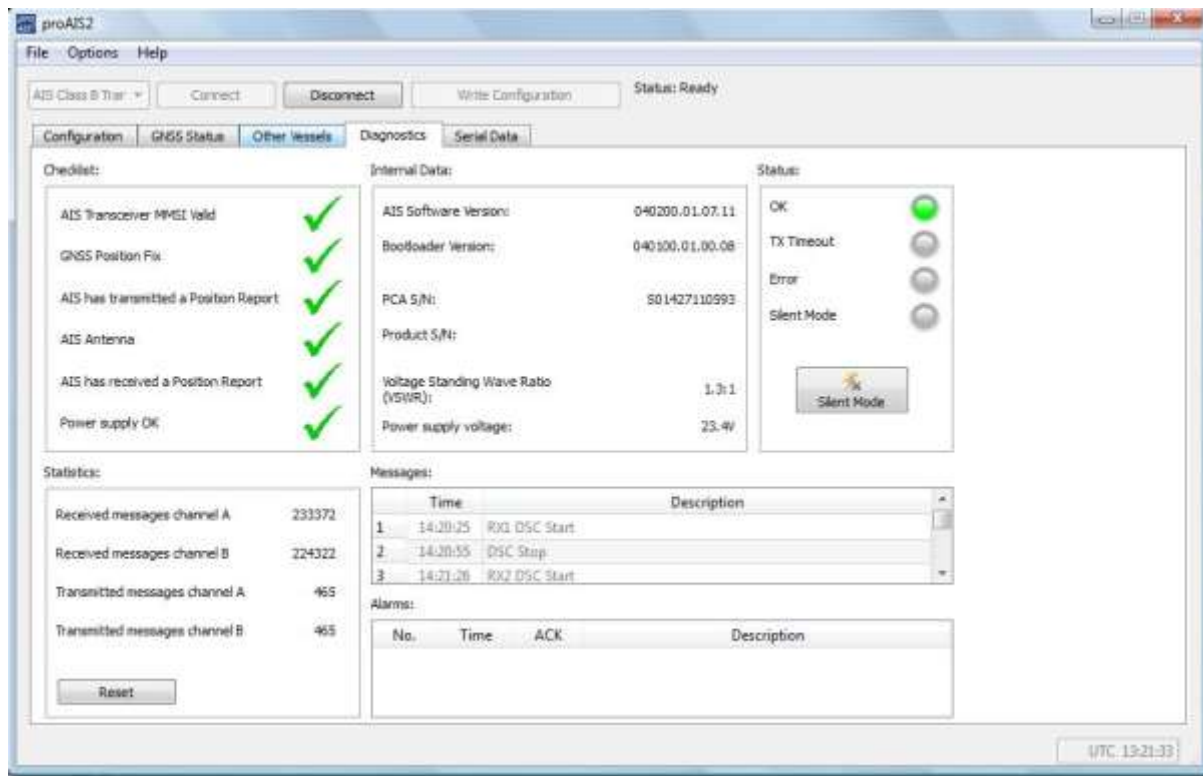 proAIS2
File Options Help
AIS Class B Tran Connect Disconnect Write Configuration Status: Ready
Configuration GNSS Status Other Vessels Diagnostics Serial Data
Checklist:
AIS Transceiver MMSI Valid
GNSS Position Fix
AIS has transmitted a Position Report
AIS Antenna
AIS has received a Position Report
Power supply OK
Internal Data:
AIS Software Version: 040200.01.07.11
Bootloader Version: 040100.01.00.08
PCA S/N: S01427110593
Product S/N:
Voltage Standing Wave Ratio
(VSWR): 1.3:1
Power supply voltage: 23.4V
Status:
OK
TX Timeout
Error
Silent Mode
Silent Mode
Statistics:
Received messages channel A 233372
Received messages channel B 224322
Transmitted messages channel A 465
Transmitted messages channel B 465
Reset
Messages:
Time Description
1 14:20:25 RX1 DSC Start
2 14:20:55 DSC Stop
3 14:21:26 RX2 DSC Start
Alarms:
No. Time ACK Description
UTC 13:21:33